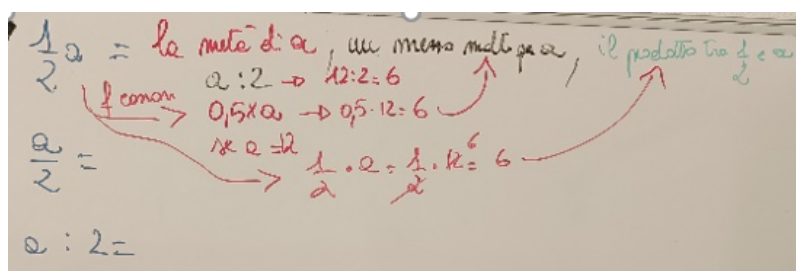 1/2 a = la metà di a, un mezzo molt. per a, il prodotto tra 1/2 e a
a : 2 → 12:2=6
0,5×a → 0,5·12=6
se a=12
1/2 · a = 1/2 · 12 = 6 6
a/2 =
a : 2 =